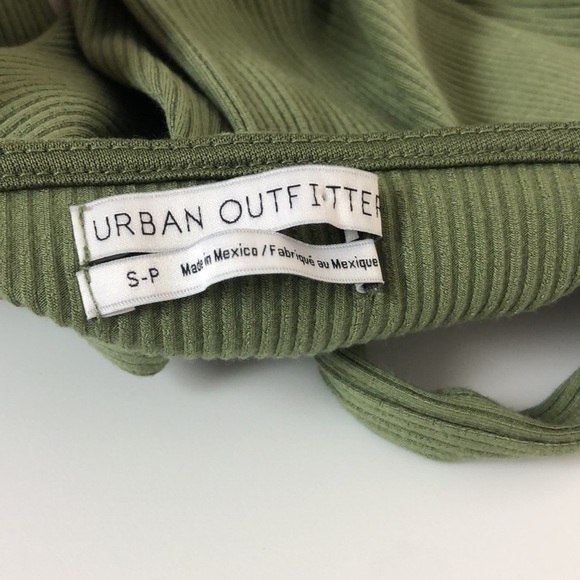 URBAN OUTFITTER
S-P Made in Mexico / Fabriqué au Mexique